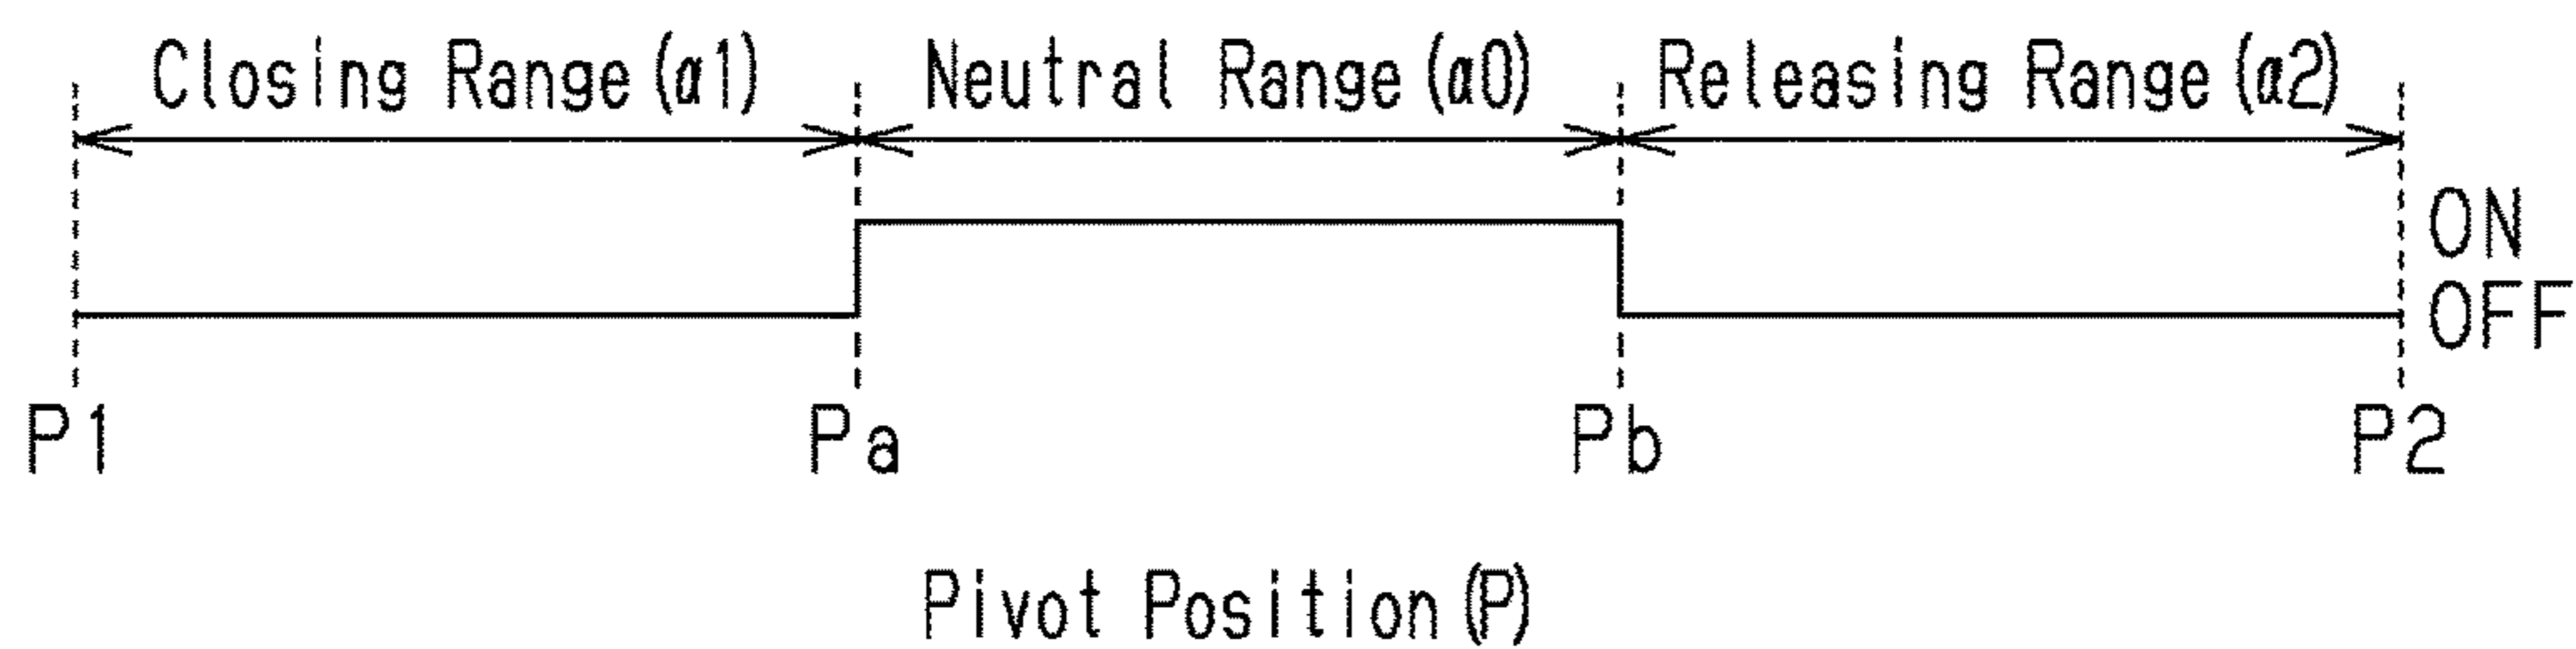 Closing Range (α1) Neutral Range (α0) Releasing Range (α2)
ON
OFF
P1 Pa Pb P2
Pivot Position (P)